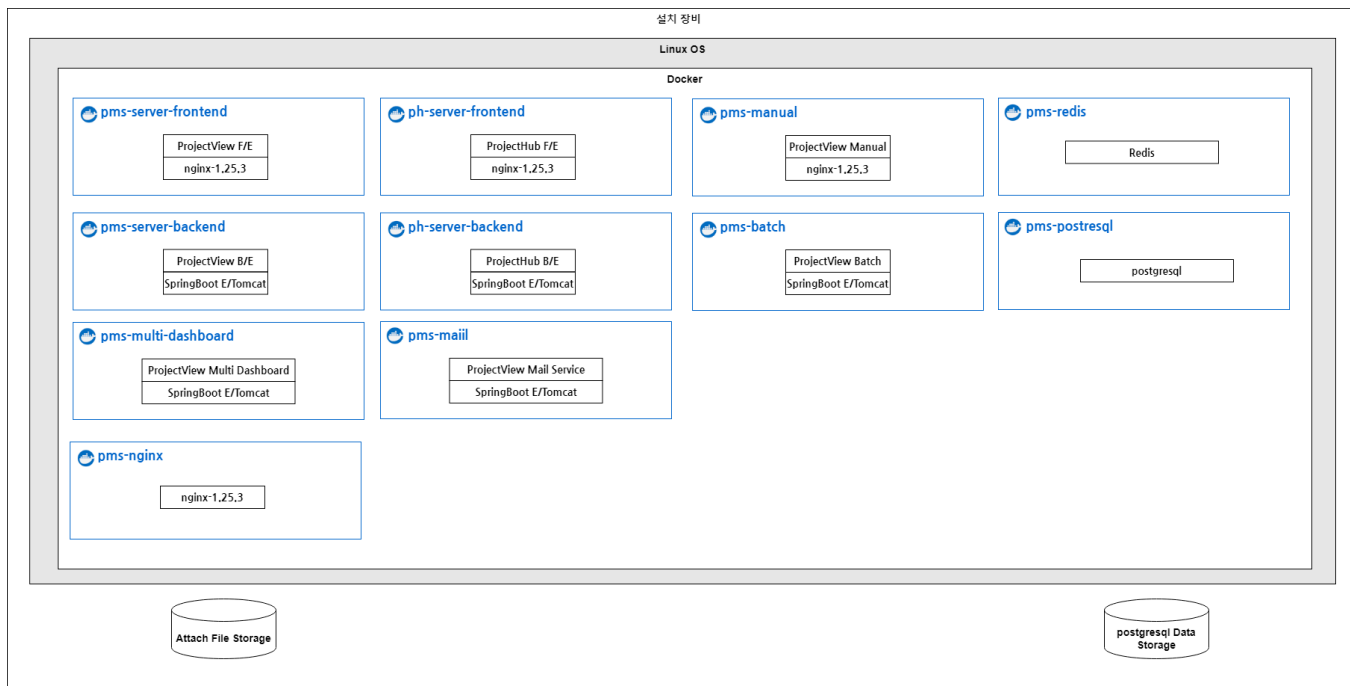 설치 장비
Linux OS
Docker
pms-server-frontend
ProjectView F/E
nginx-1.25.3
ph-server-frontend
ProjectHub F/E
nginx-1.25.3
pms-manual
ProjectView Manual
nginx-1.25.3
pms-redis
Redis
pms-server-backend
ProjectView B/E
SpringBoot E/Tomcat
ph-server-backend
ProjectHub B/E
SpringBoot E/Tomcat
pms-batch
ProjectView Batch
SpringBoot E/Tomcat
pms-postresql
postgresql
pms-multi-dashboard
ProjectView Multi Dashboard
SpringBoot E/Tomcat
pms-maiil
ProjectView Mail Service
SpringBoot E/Tomcat
pms-nginx
nginx-1.25.3
Attach File Storage
postgresql Data
Storage